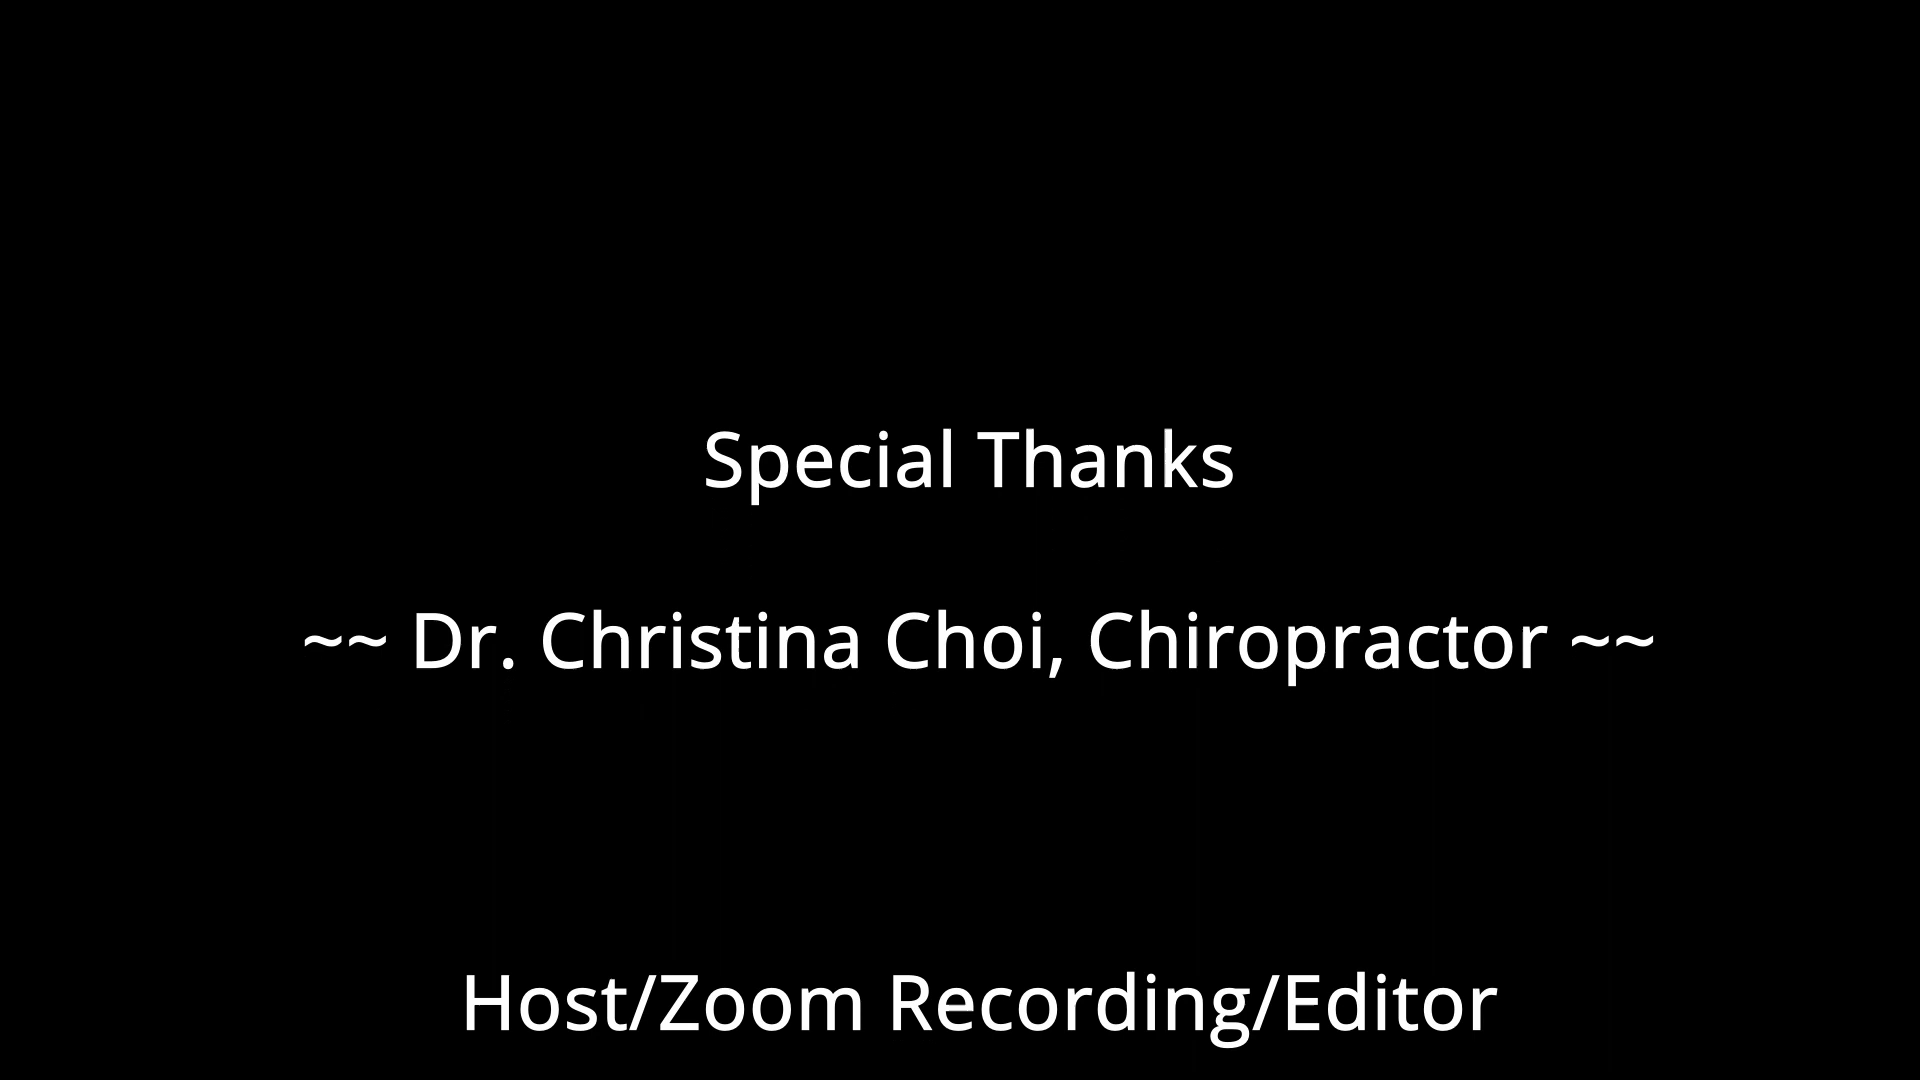 Special Thanks
~~ Dr. Christina Choi, Chiropractor ~~
Host/Zoom Recording/Editor